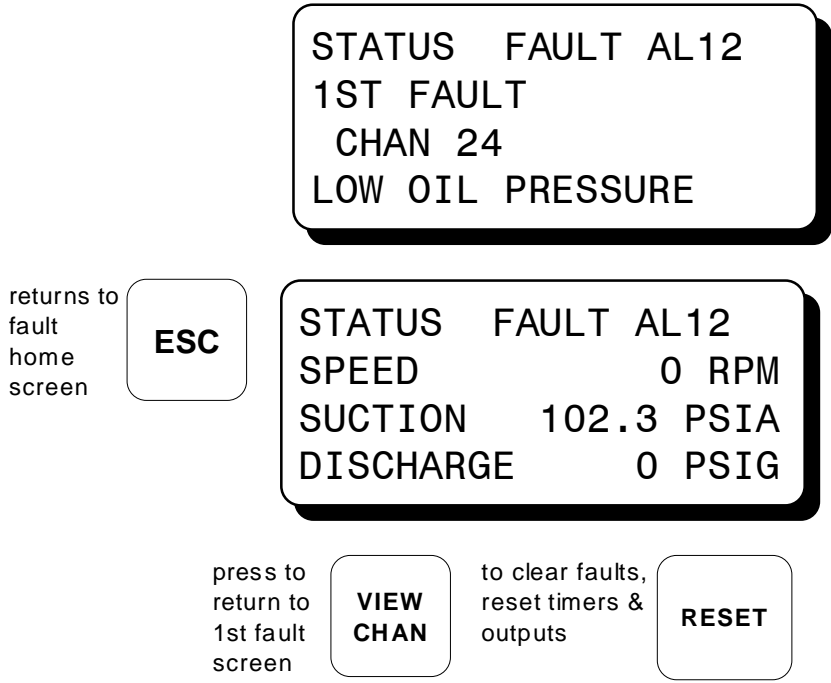 STATUS FAULT AL12
1ST FAULT
CHAN 24
LOW OIL PRESSURE
returns to
fault
home
screen
ESC
STATUS FAULT AL12
SPEED 0 RPM
SUCTION 102.3 PSIA
DISCHARGE 0 PSIG
press to
return to
1st fault
screen
VIEW
CHAN
to clear faults,
reset timers &
outputs
RESET